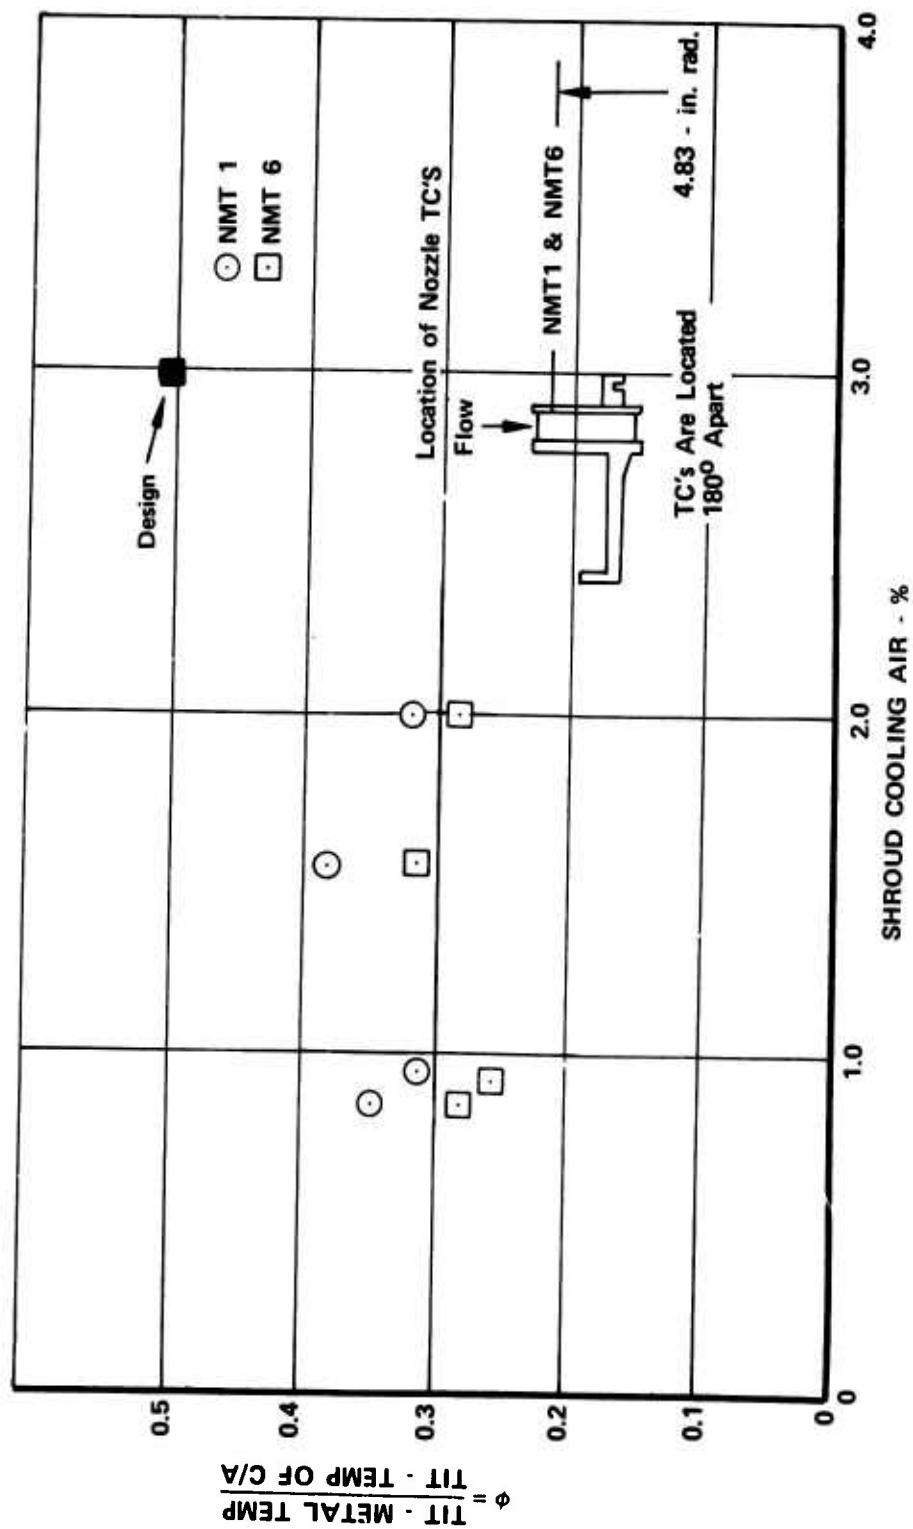 φ = TIT - METAL TEMP
TIT - TEMP OF C/A
0.5
0.4
0.3
0.2
0.1
0
0
1.0
2.0
3.0
4.0
SHROUD COOLING AIR - %
Design
NMT 1
NMT 6
Location of Nozzle TC'S
Flow
NMT1 & NMT6
4.83 - in. rad.
TC's Are Located
180° Apart